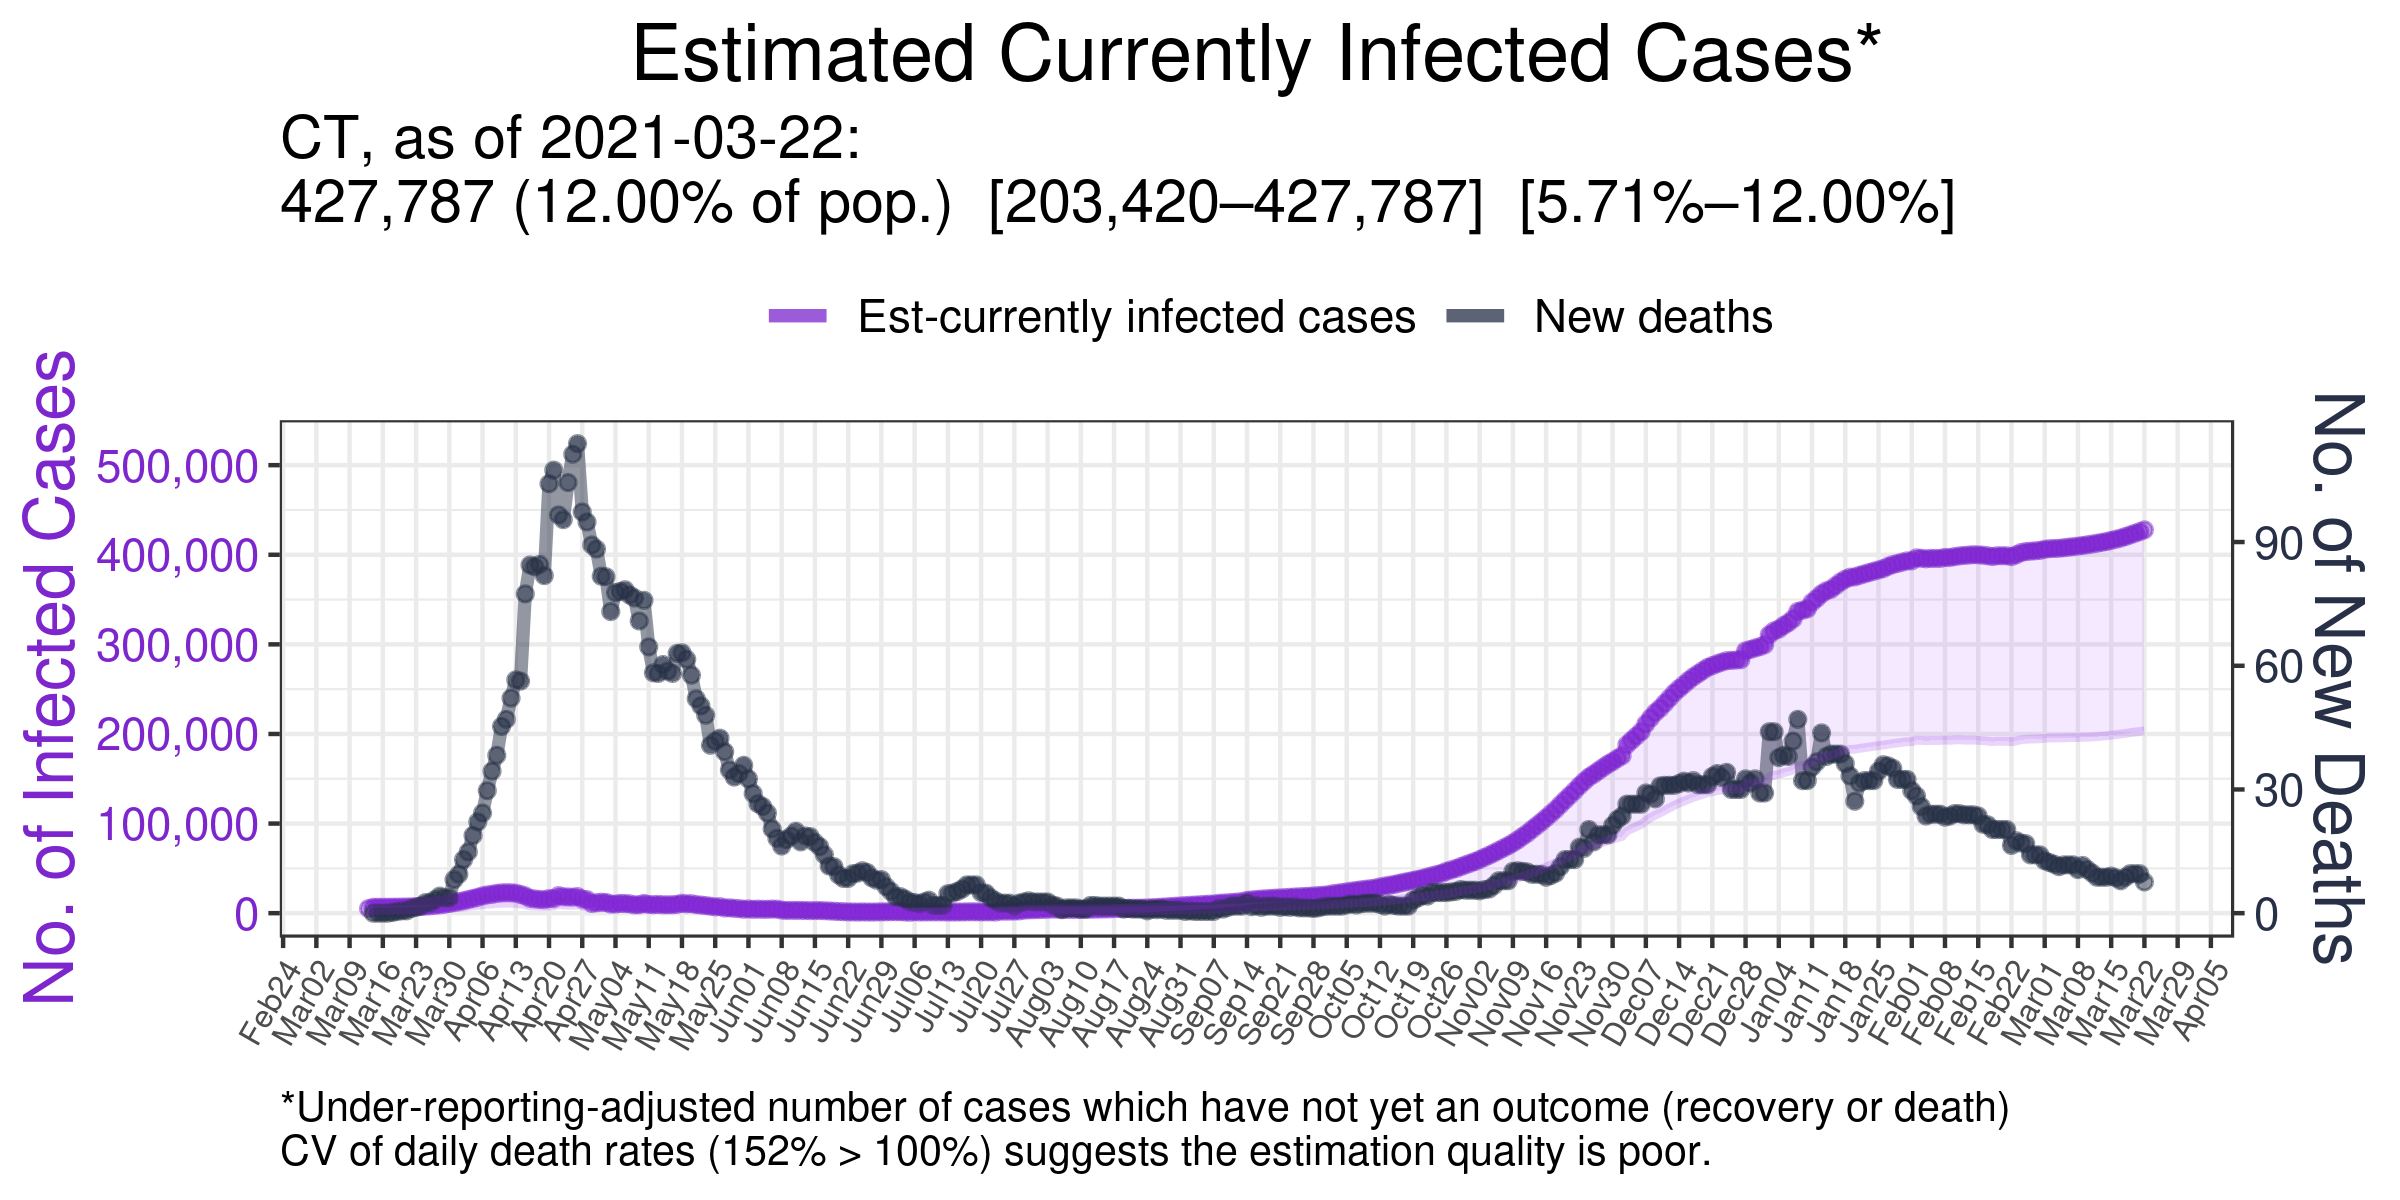 Estimated Currently Infected Cases*
CT, as of 2021-03-22:
427,787 (12.00% of pop.) [203,420–427,787] [5.71%–12.00%]
Est-currently infected cases New deaths
No. of Infected Cases
500,000
400,000
300,000
200,000
100,000
0
90
60
30
0
No. of New Deaths
Feb24 Mar02 Mar09 Mar16 Mar23 Mar30 Apr06 Apr13 Apr20 Apr27 May04 May11 May18 May25 Jun01 Jun08 Jun15 Jun22 Jun29 Jul06 Jul13 Jul20 Jul27 Aug03 Aug10 Aug17 Aug24 Aug31 Sep07 Sep14 Sep21 Sep28 Oct05 Oct12 Oct19 Oct26 Nov02 Nov09 Nov16 Nov23 Nov30 Dec07 Dec14 Dec21 Dec28 Jan04 Jan11 Jan18 Jan25 Feb01 Feb08 Feb15 Feb22 Mar01 Mar08 Mar15 Mar22 Mar29 Apr05
*Under-reporting-adjusted number of cases which have not yet an outcome (recovery or death)
CV of daily death rates (152% > 100%) suggests the estimation quality is poor.